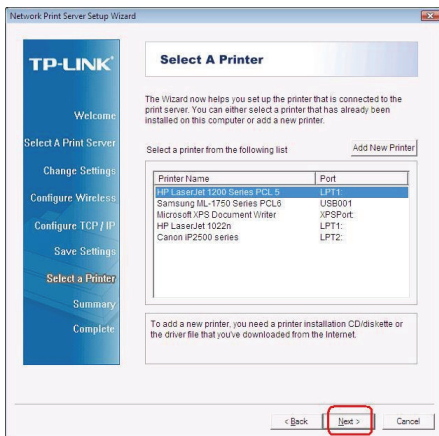 Network Print Server Setup Wizard
TP-LINK
Welcome
Select A Print Server
Change Settings
Configure Wireless
Configure TCP / IP
Save Settings
Select a Printer
Summary
Complete
Select A Printer
The Wizard now helps you set up the printer that is connected to the
print server. You can either select a printer that has already been
installed on this computer or add a new printer.
Select a printer from the following list
Add New Printer
Printer Name Port
HP LaserJet 1200 Series PCL 5 LPT1:
Samsung ML-1750 Series PCL6 USB001
Microsoft XPS Document Writer XPSPort:
HP LaserJet 1022n LPT1:
Canon iP2500 series LPT2:
To add a new printer, you need a printer installation CD/diskette or
the driver file that you've downloaded from the Internet.
< Back Next > Cancel